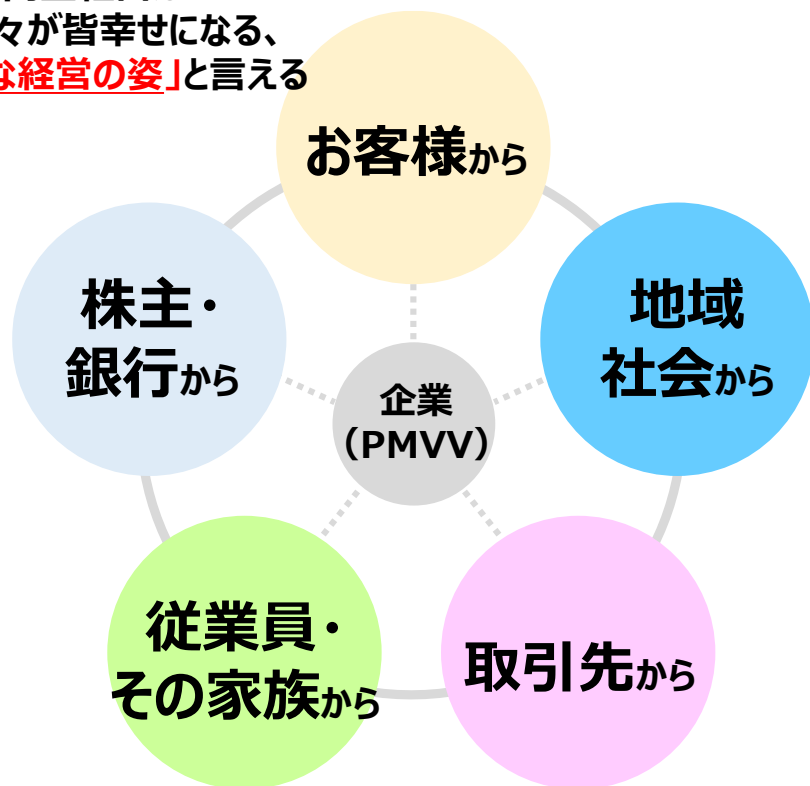 々が皆幸せになる、
な経営の姿」と言える
お客様から
株主・
銀行から
地域
社会から
企業
（PMVV）
従業員・
その家族から
取引先から